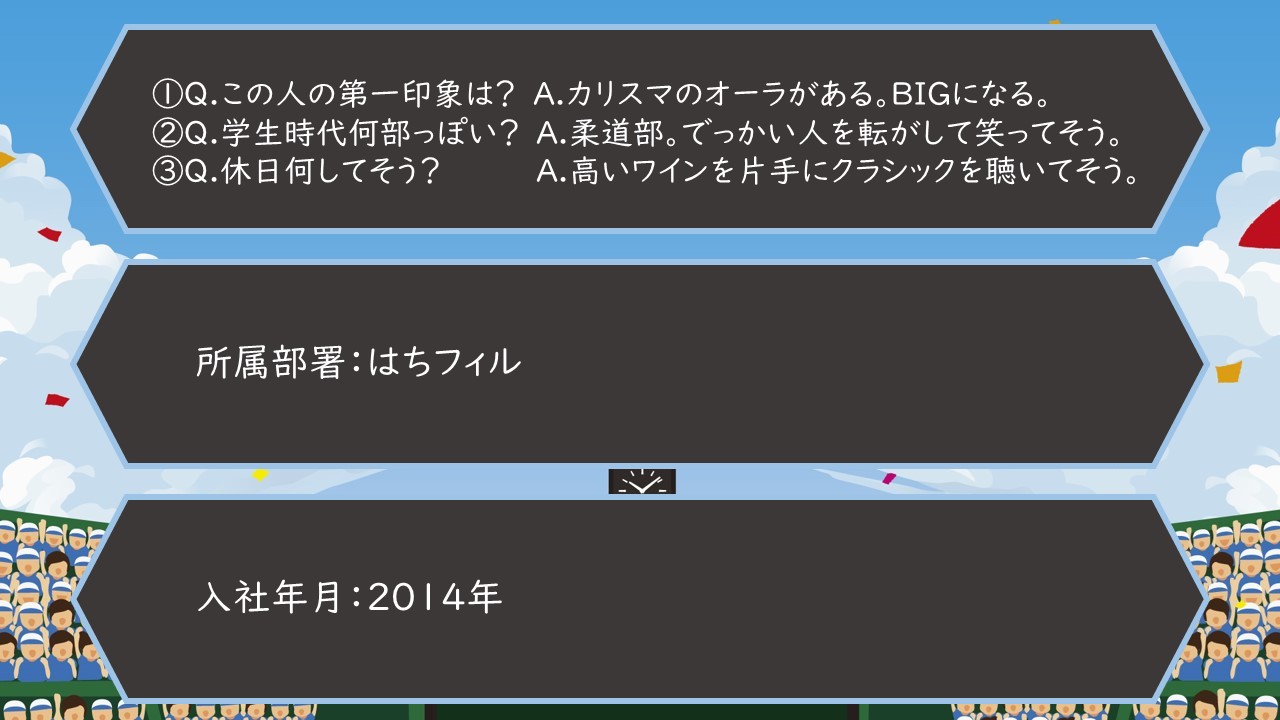 ①Q.この人の第一印象は? A.カリスマのオーラがある。BIGになる。
②Q.学生時代何部っぽい? A.柔道部。でっかい人を転がして笑ってそう。
③Q.休日何してそう? A.高いワインを片手にクラシックを聴いてそう。
所属部署：はちフィル
入社年月：2014年